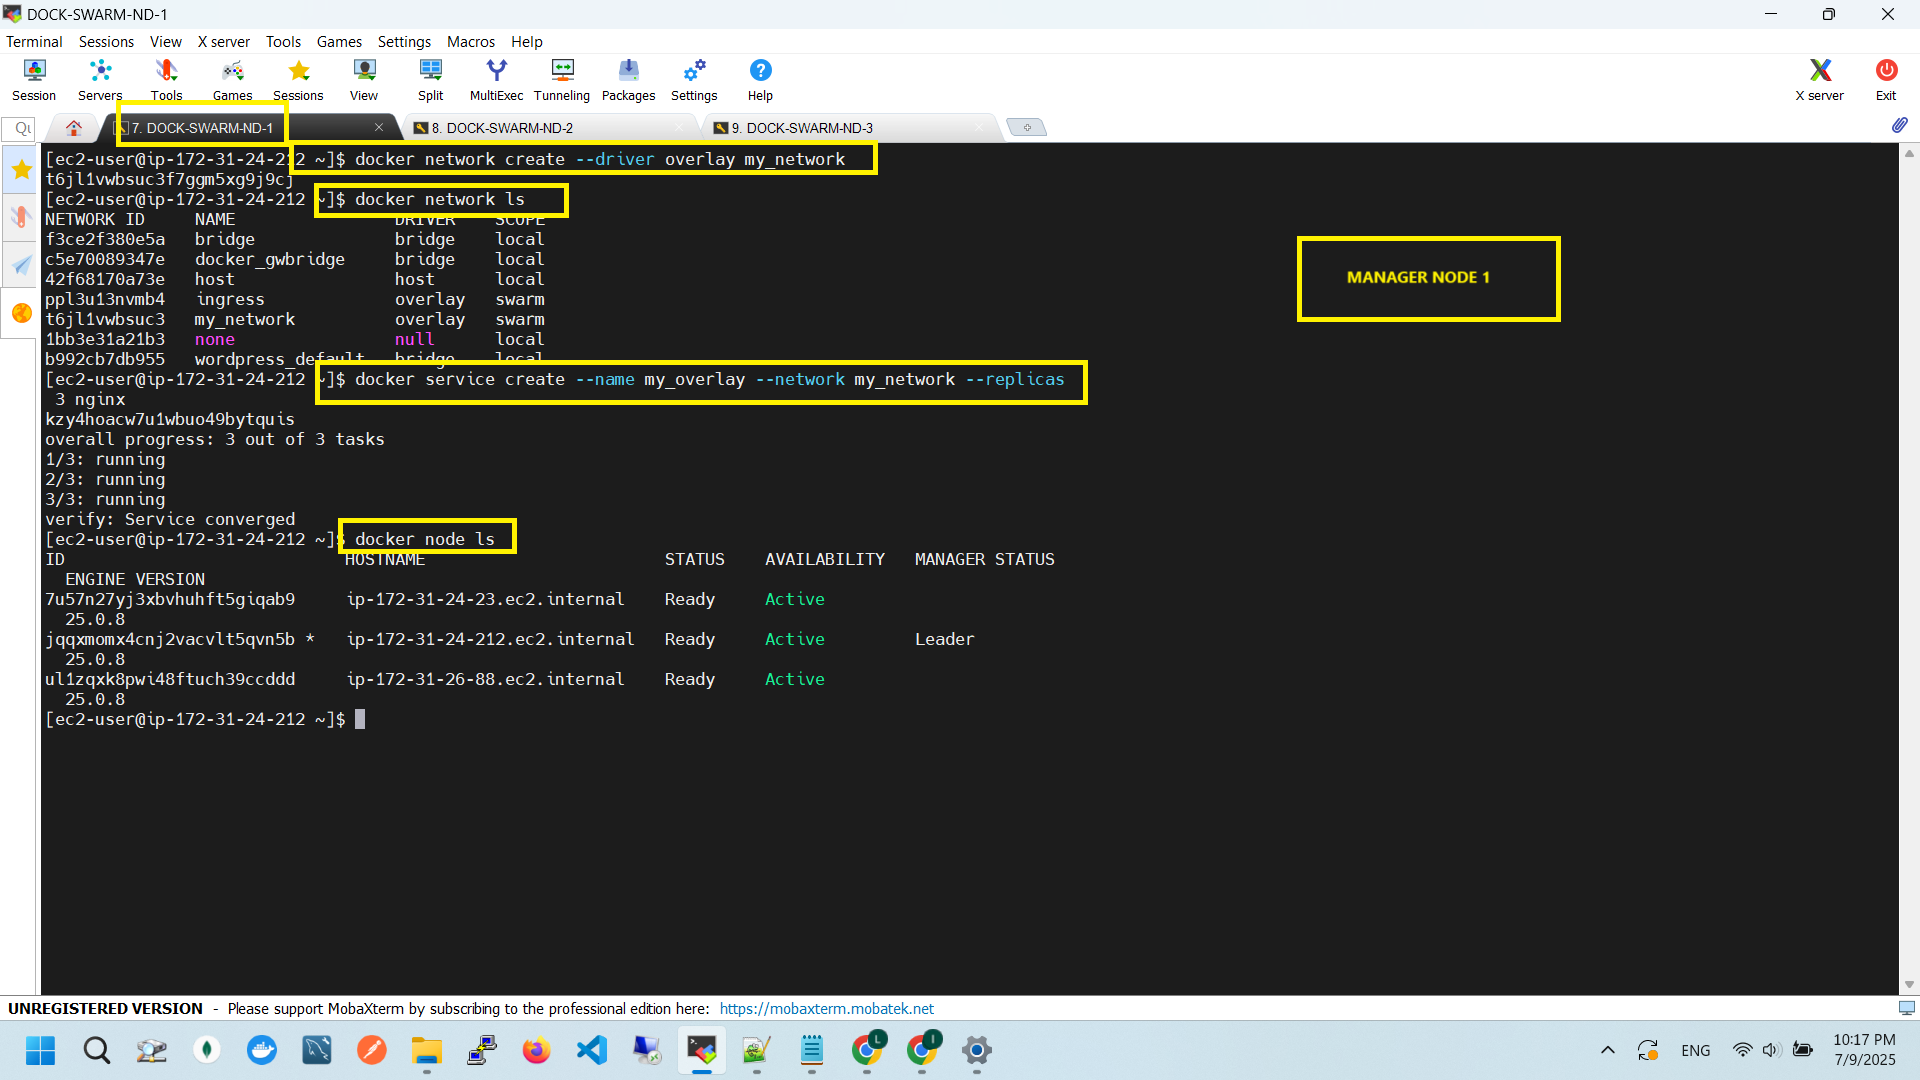 DOCK-SWARM-ND-1
Terminal Sessions View X server Tools Games Settings Macros Help
Session Servers Tools Games Sessions View Split MultiExec Tunneling Packages Settings Help X server Exit
7. DOCK-SWARM-ND-1 8. DOCK-SWARM-ND-2 9. DOCK-SWARM-ND-3
[ec2-user@ip-172-31-24-212 ~]$ docker network create --driver overlay my_network
t6jl1vwbsuc3f7ggm5xg9j9cj
[ec2-user@ip-172-31-24-212 ~]$ docker network ls
NETWORK ID NAME DRIVER SCOPE
f3ce2f380e5a bridge bridge local
c5e70089347e docker_gwbridge bridge local
MANAGER NODE 1
42f68170a73e host host local
ppl3u13nvmb4 ingress overlay swarm
t6jl1vwbsuc3 my_network overlay swarm
1bb3e31a21b3 none null local
b992cb7db955 wordpress_default bridge local
[ec2-user@ip-172-31-24-212 ~]$ docker service create --name my_overlay --network my_network --replicas
3 nginx
kzy4hoacw7u1wbuo49bytquis
overall progress: 3 out of 3 tasks
1/3: running
2/3: running
3/3: running
verify: Service converged
[ec2-user@ip-172-31-24-212 ~]$ docker node ls
ID HOSTNAME STATUS AVAILABILITY MANAGER STATUS
ENGINE VERSION
7u57n27yj3xbvhuhft5giqab9 ip-172-31-24-23.ec2.internal Ready Active
25.0.8
jqqxmomx4cnj2vacvlt5qvn5b * ip-172-31-24-212.ec2.internal Ready Active Leader
25.0.8
ul1zqxk8pwi48ftuch39ccddd ip-172-31-26-88.ec2.internal Ready Active
25.0.8
[ec2-user@ip-172-31-24-212 ~]$
UNREGISTERED VERSION - Please support MobaXterm by subscribing to the professional edition here: https://mobaxterm.mobatek.net
L I ENG 10:17 PM
7/9/2025